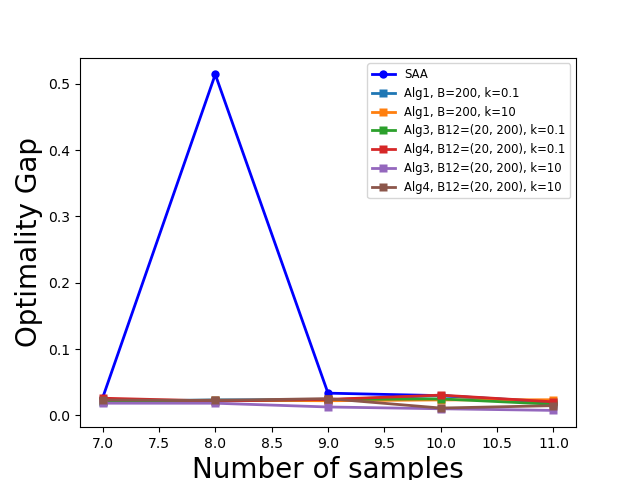 SAA
Alg1, B=200, k=0.1
Alg1, B=200, k=10
Alg3, B12=(20, 200), k=0.1
Alg4, B12=(20, 200), k=0.1
Alg3, B12=(20, 200), k=10
Alg4, B12=(20, 200), k=10
Optimality Gap
0.5
0.4
0.3
0.2
0.1
0.0
7.0 7.5 8.0 8.5 9.0 9.5 10.0 10.5 11.0
Number of samples